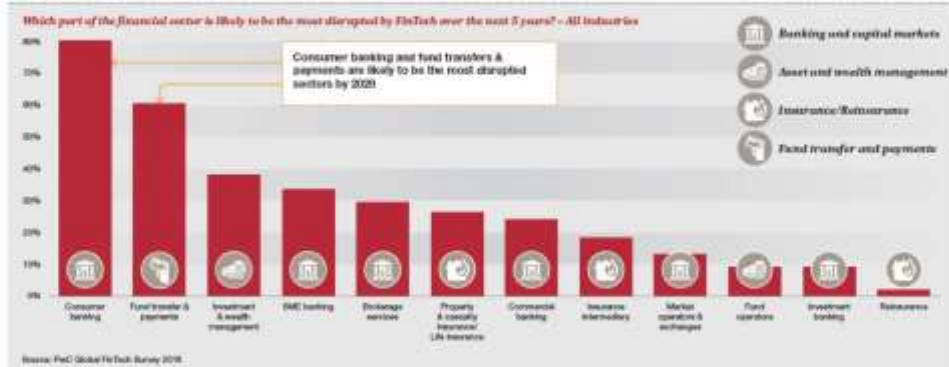 Which part of the financial sector is likely to be the most disrupted by FinTech over the next 5 years? – All industries
Banking and capital markets
Asset and wealth management
Insurance/Reinsurance
Fund transfer and payments
Consumer banking and fund transfers &
payments are likely to be the most disrupted
sectors by 2020
80%
70%
60%
50%
40%
30%
20%
10%
0%
Consumer
banking
Fund transfer &
payments
Investment
& wealth
management
SME banking
Brokerage
services
Property
& casualty
insurance/
Life insurance
Commercial
banking
Insurance
intermediary
Market
operators &
exchanges
Fund
operators
Investment
banking
Reinsurance
Source: PwC Global FinTech Survey 2016